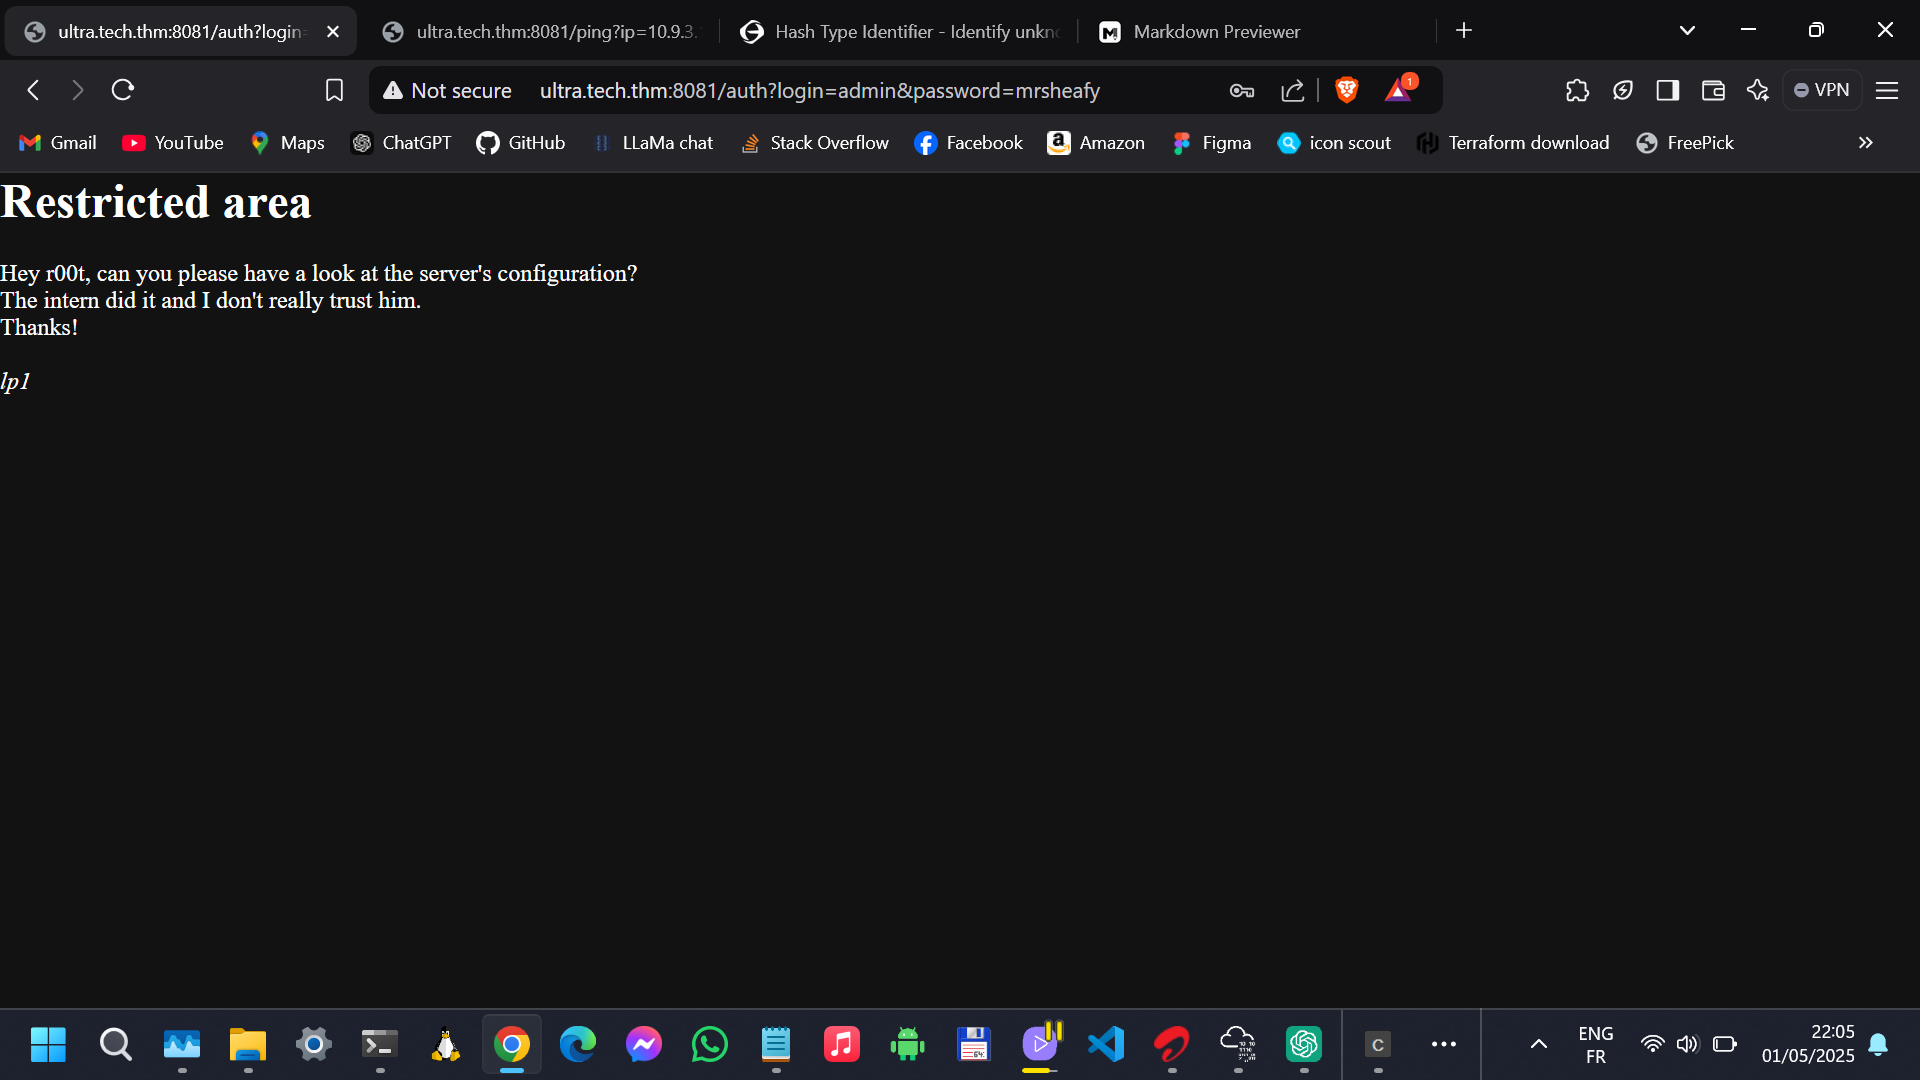 ultra.tech.thm:8081/auth?login=
ultra.tech.thm:8081/ping?ip=10.9.3.
Hash Type Identifier - Identify unkn
Markdown Previewer
Not secure
ultra.tech.thm:8081/auth?login=admin&password=mrsheafy
1
VPN
Gmail
YouTube
Maps
ChatGPT
GitHub
LLaMa chat
Stack Overflow
Facebook
Amazon
Figma
icon scout
Terraform download
FreePick
Restricted area
Hey r00t, can you please have a look at the server's configuration?
The intern did it and I don't really trust him.
Thanks!
lp1
C
ENG
FR
22:05
01/05/2025